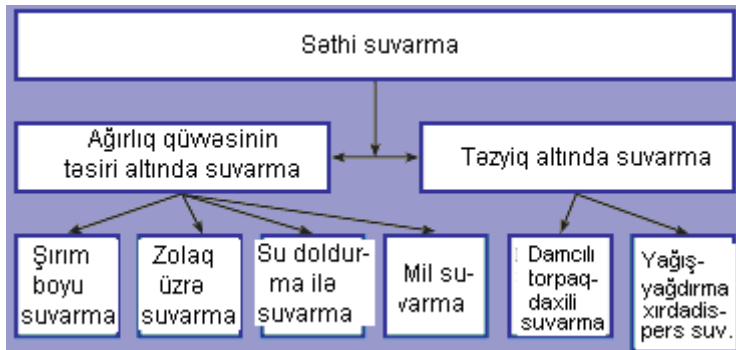 Səthi suvarma
Ağırlıq qüvvəsinin
təsiri altında suvarma
Təzyiq altında suvarma
Şırım
boyu
suvarma
Zolaq
üzrə
suvarma
Su doldur-
ma ilə
suvarma
Mil su-
varma
Damcılı
torpaq-
daxili
suvarma
Yağış-
yağdırma
xırdadis-
pers suv.